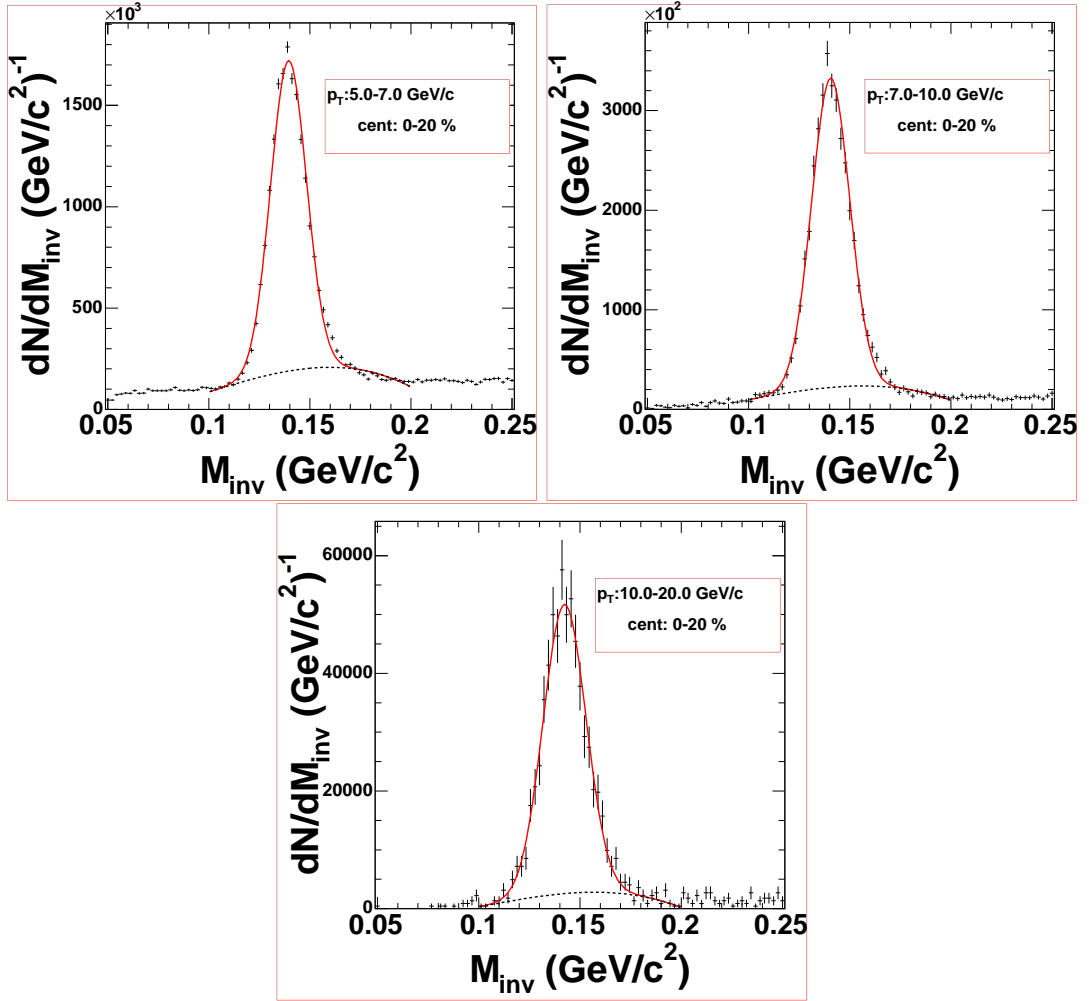 ×10³
1500
1000
500
0
0.05 0.1 0.15 0.2 0.25
dN/dM_inv (GeV/c²)⁻¹
M_inv (GeV/c²)
p_T:5.0-7.0 GeV/c
cent: 0-20 %
×10²
3000
2000
1000
0
0.05 0.1 0.15 0.2 0.25
dN/dM_inv (GeV/c²)⁻¹
M_inv (GeV/c²)
p_T:7.0-10.0 GeV/c
cent: 0-20 %
60000
40000
20000
0
0.05 0.1 0.15 0.2 0.25
dN/dM_inv (GeV/c²)⁻¹
M_inv (GeV/c²)
p_T:10.0-20.0 GeV/c
cent: 0-20 %